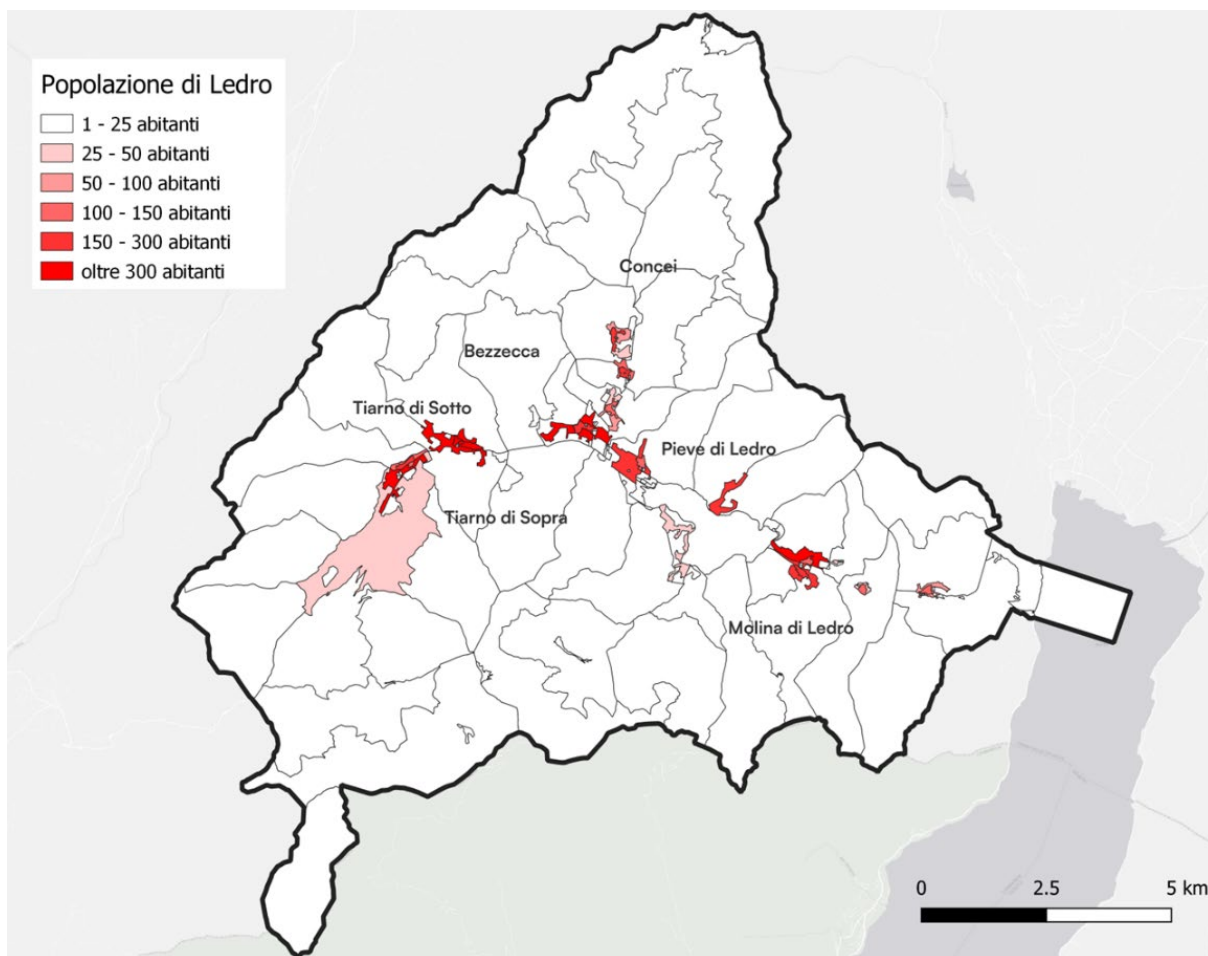 Popolazione di Ledro
1 - 25 abitanti
25 - 50 abitanti
50 - 100 abitanti
100 - 150 abitanti
150 - 300 abitanti
oltre 300 abitanti
Concei
Bezzecca
Tiarno di Sotto
Pieve di Ledro
Tiarno di Sopra
Molina di Ledro
0 2.5 5 km